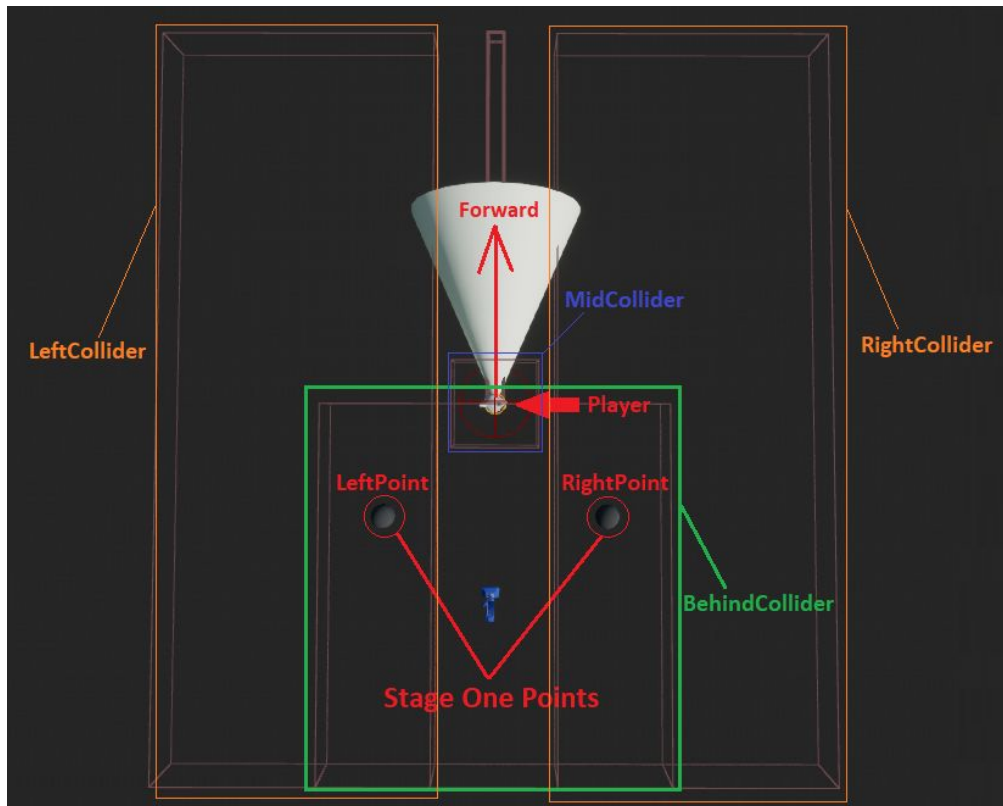 Forward
MidCollider
LeftCollider
RightCollider
Player
LeftPoint
RightPoint
BehindCollider
Stage One Points